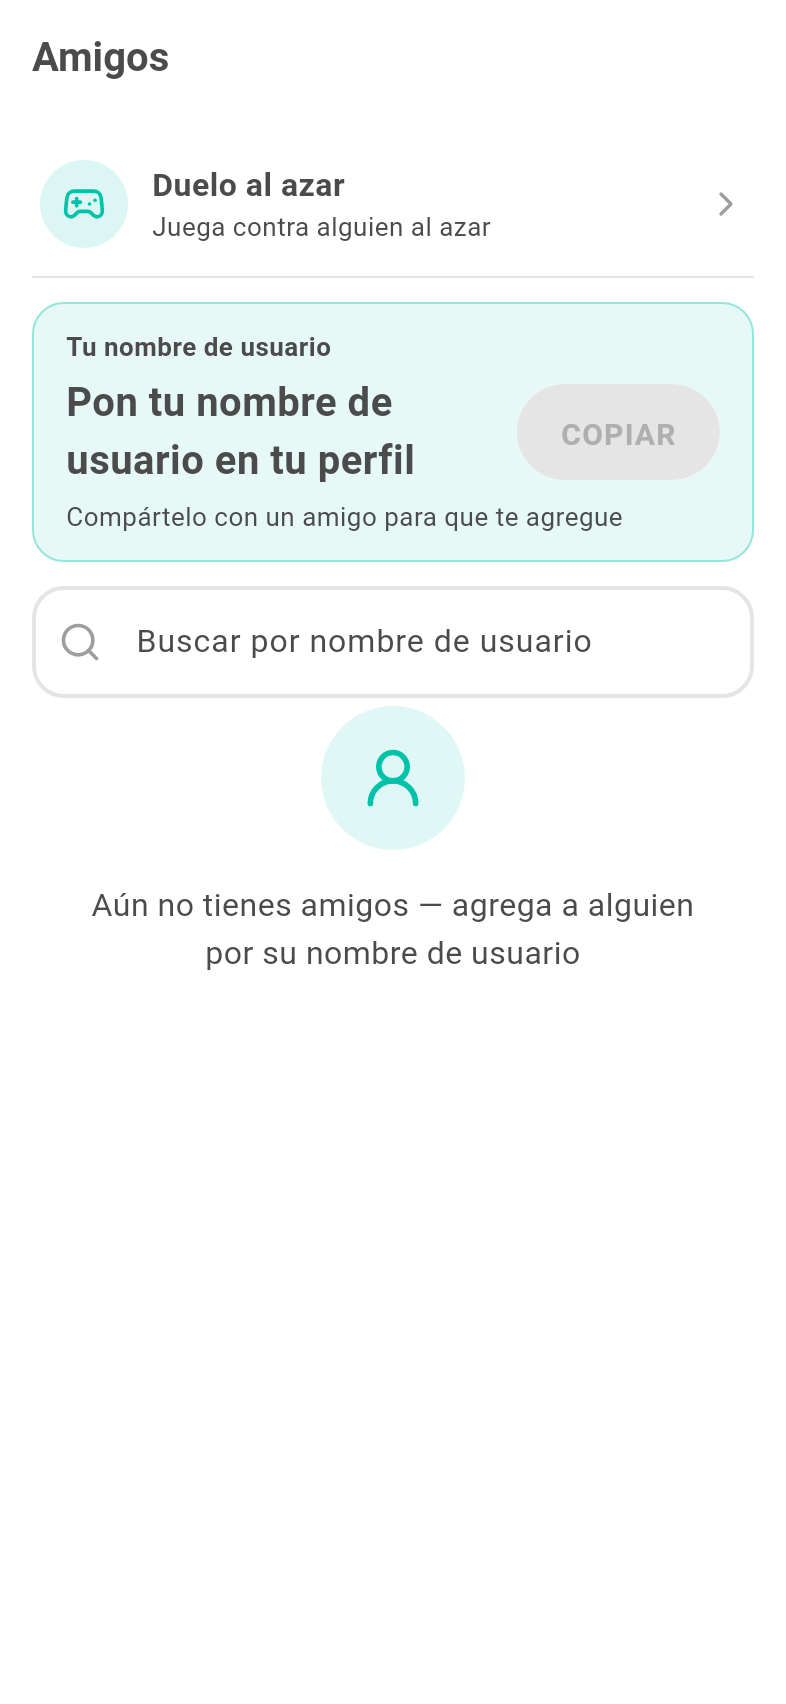 Amigos
Duelo al azar
Juega contra alguien al azar
Tu nombre de usuario
Pon tu nombre de
usuario en tu perfil
COPIAR
Compártelo con un amigo para que te agregue
Buscar por nombre de usuario
Aún no tienes amigos — agrega a alguien
por su nombre de usuario